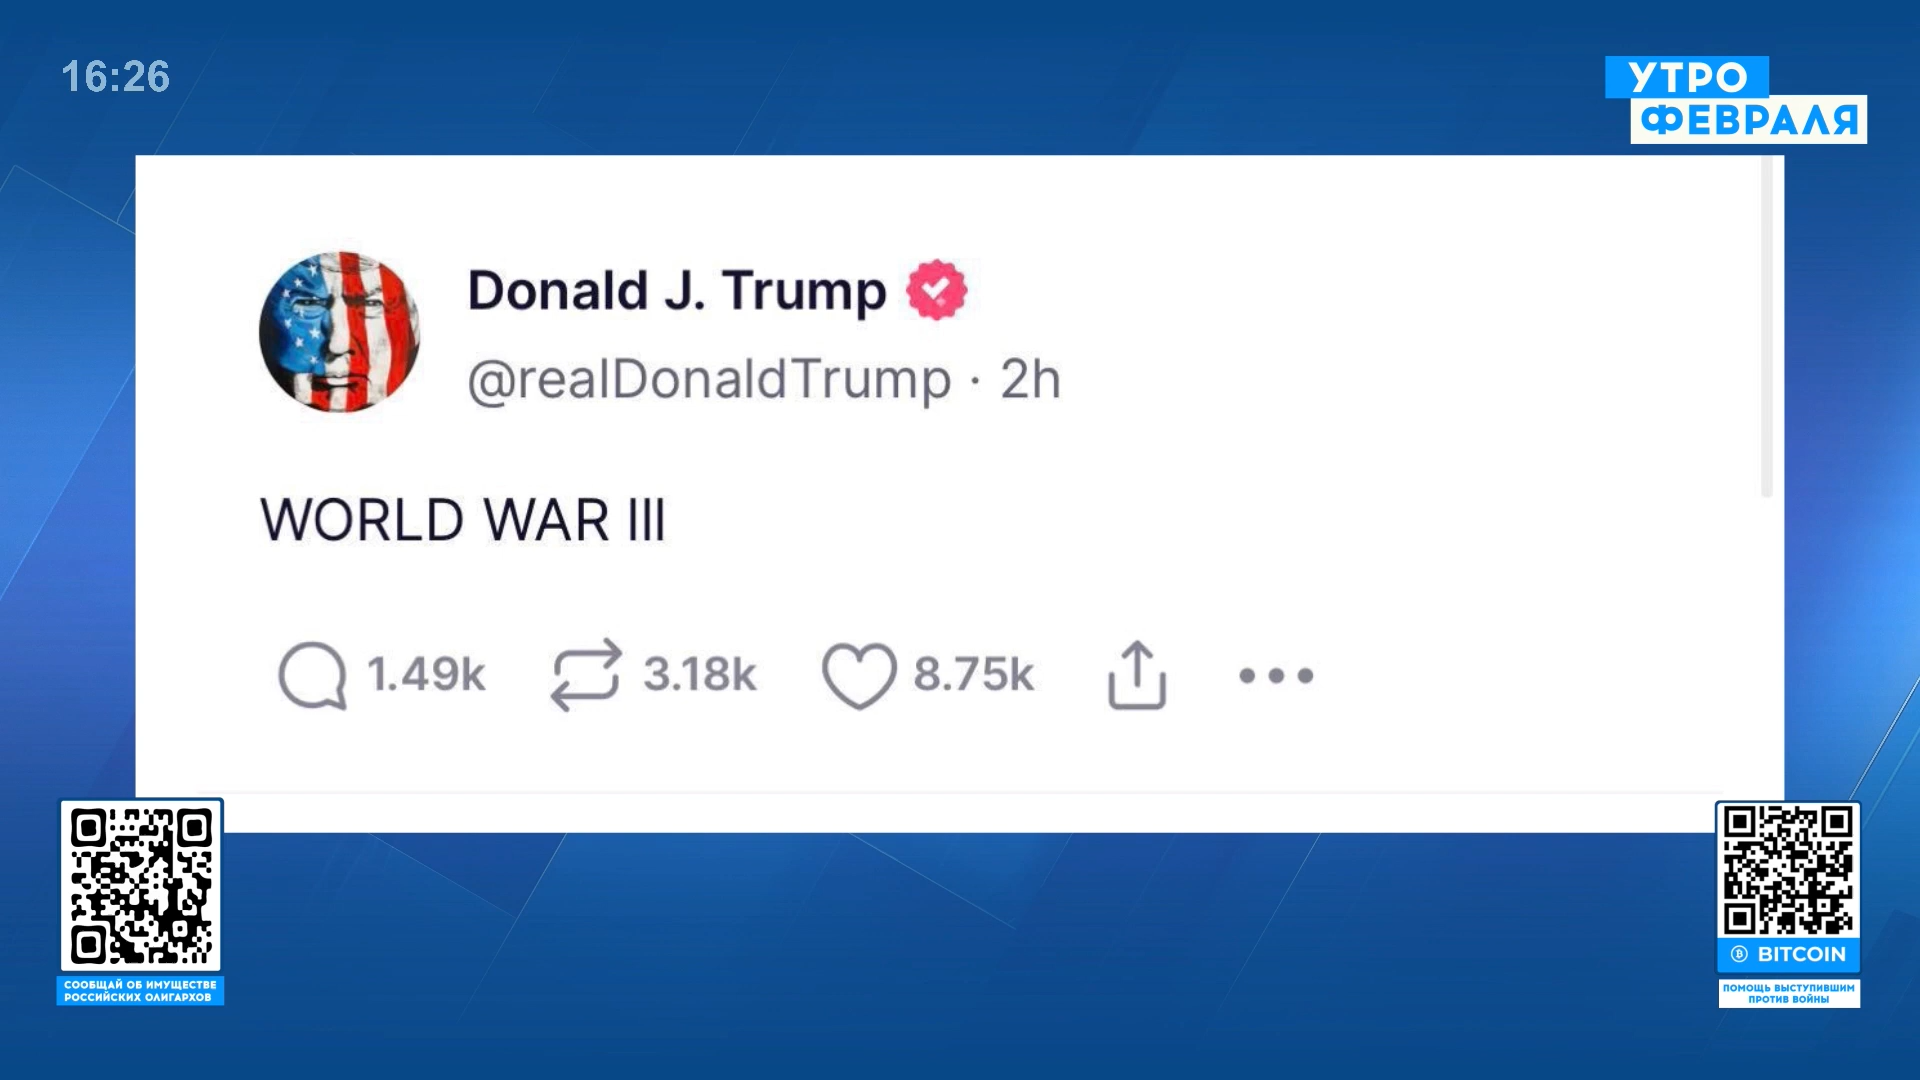 16:26
УТРО
ФЕВРАЛЯ
Donald J. Trump
@realDonaldTrump · 2h
WORLD WAR III
1.49k 3.18k 8.75k
СООБЩАЙ ОБ ИМУЩЕСТВЕ
РОССИЙСКИХ ОЛИГАРХОВ
BITCOIN
ПОМОЩЬ ВЫСТУПИВШИМ
ПРОТИВ ВОЙНЫ